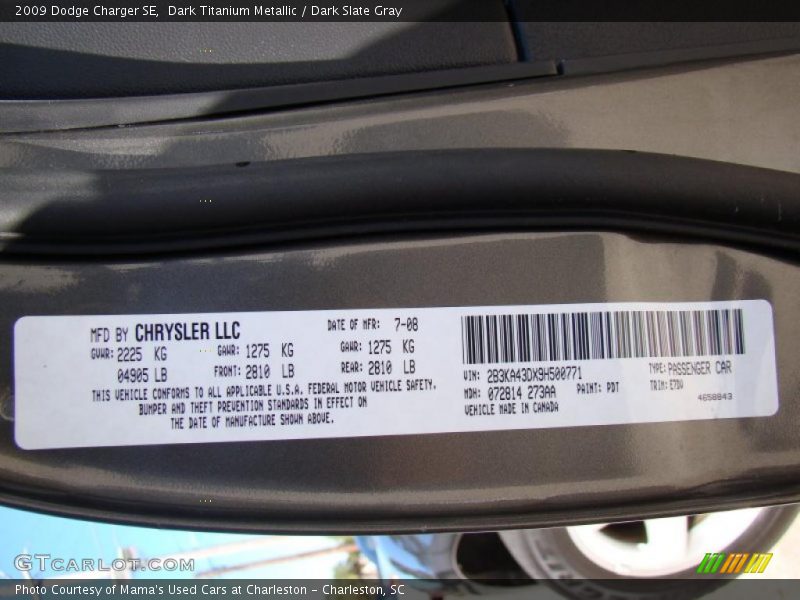 2009 Dodge Charger SE,  Dark Titanium Metallic / Dark Slate Gray
MFD BY CHRYSLER LLC
DATE OF MFR: 7-08
GVWR: 2225 KG
GAWR: 1275 KG
GAWR: 1275 KG
04905 LB
FRONT: 2810 LB
REAR: 2810 LB
THIS VEHICLE CONFORMS TO ALL APPLICABLE U.S.A. FEDERAL MOTOR VEHICLE SAFETY,
BUMPER AND THEFT PREVENTION STANDARDS IN EFFECT ON
THE DATE OF MANUFACTURE SHOWN ABOVE.
VIN: 2B3KA43DX9H500771
TYPE: PASSENGER CAR
MDH: 072814 273AA
PAINT: PDT
TRIM: E7DV
VEHICLE MADE IN CANADA
4658843
GTCarLot.com
Photo Courtesy of Mama's Used Cars at Charleston - Charleston, SC